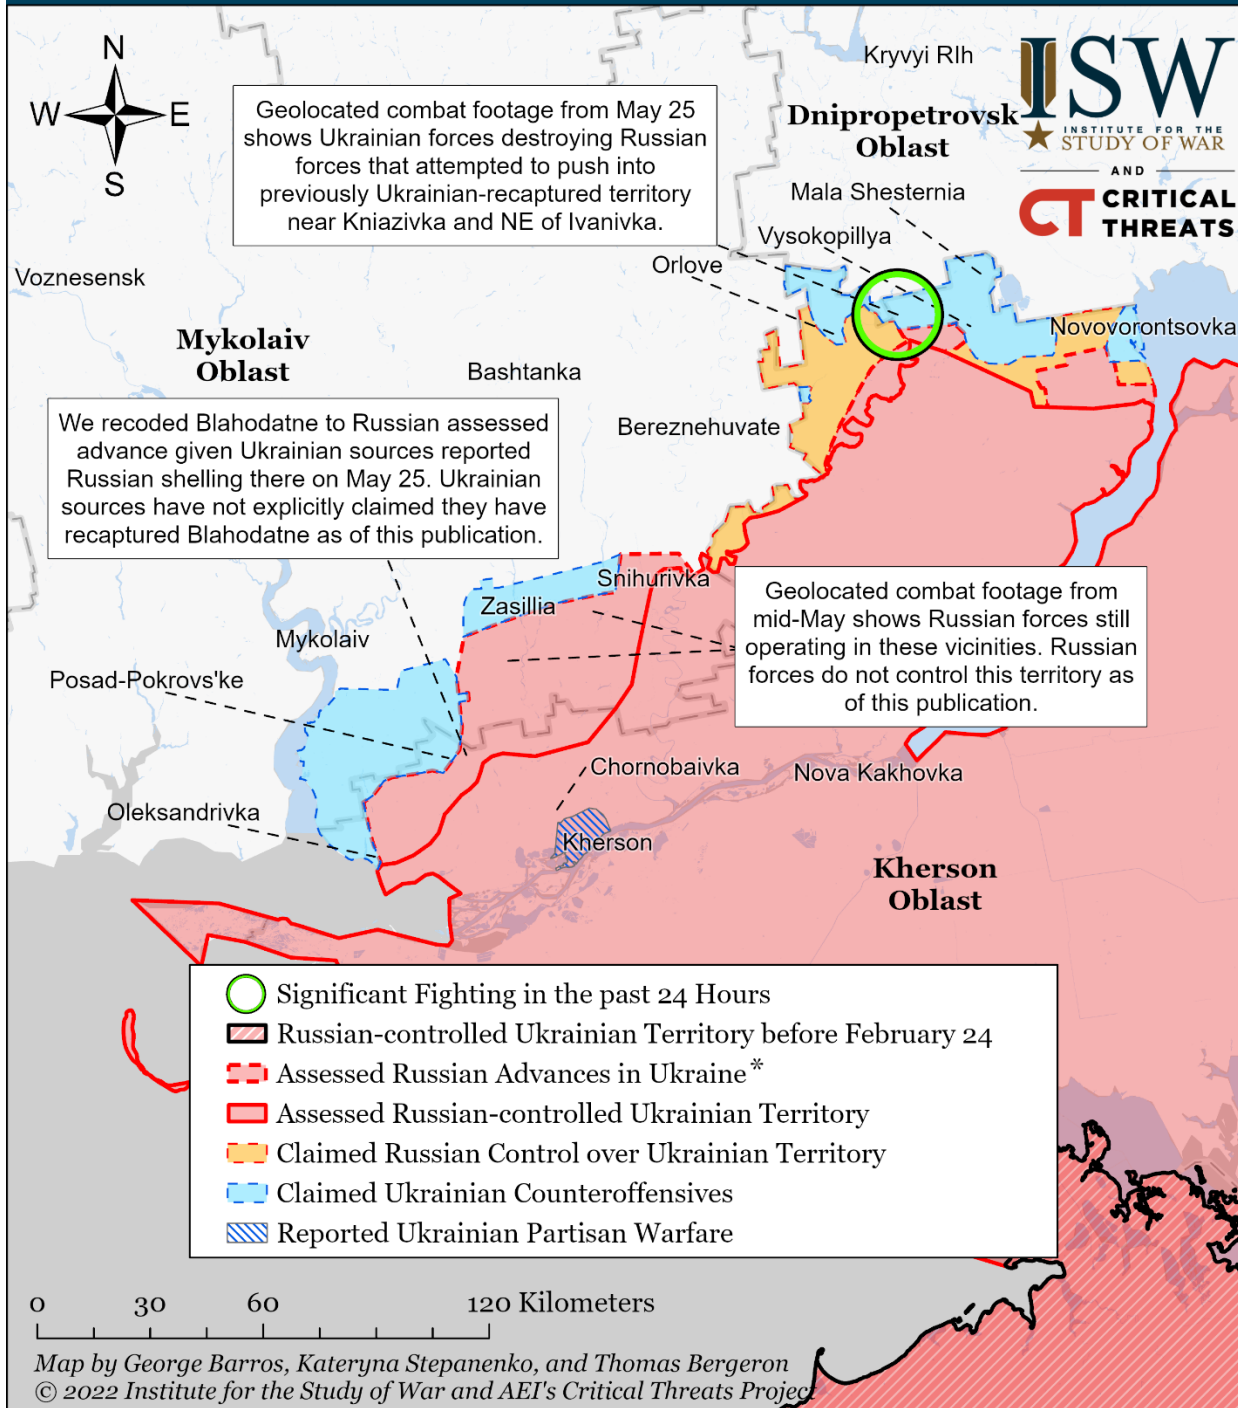 N
W E
S
Kryvyi RIh
ISW
INSTITUTE FOR THE
STUDY OF WAR
AND
CT CRITICAL
THREATS
Geolocated combat footage from May 25
shows Ukrainian forces destroying Russian
forces that attempted to push into
previously Ukrainian-recaptured territory
near Kniazivka and NE of Ivanivka.
Dnipropetrovsk
Oblast
Mala Shesternia
Vysokopillya
Orlove
Voznesensk
Novovorontsovka
Mykolaiv
Oblast
Bashtanka
Bereznehuvate
We recoded Blahodatne to Russian assessed
advance given Ukrainian sources reported
Russian shelling there on May 25. Ukrainian
sources have not explicitly claimed they have
recaptured Blahodatne as of this publication.
Snihurivka
Zasillia
Geolocated combat footage from
mid-May shows Russian forces still
operating in these vicinities. Russian
forces do not control this territory as
of this publication.
Mykolaiv
Posad-Pokrovs'ke
Chornobaivka
Nova Kakhovka
Oleksandrivka
Kherson
Kherson
Oblast
Significant Fighting in the past 24 Hours
Russian-controlled Ukrainian Territory before February 24
Assessed Russian Advances in Ukraine*
Assessed Russian-controlled Ukrainian Territory
Claimed Russian Control over Ukrainian Territory
Claimed Ukrainian Counteroffensives
Reported Ukrainian Partisan Warfare
0 30 60 120 Kilometers
Map by George Barros, Kateryna Stepanenko, and Thomas Bergeron
© 2022 Institute for the Study of War and AEI's Critical Threats Project